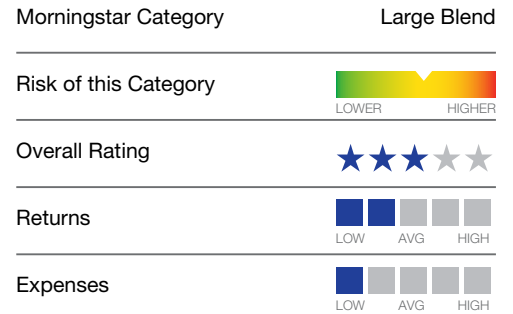 Morningstar Category Large Blend
Risk of this Category
LOWER HIGHER
Overall Rating
Returns
LOW AVG HIGH
Expenses
LOW AVG HIGH